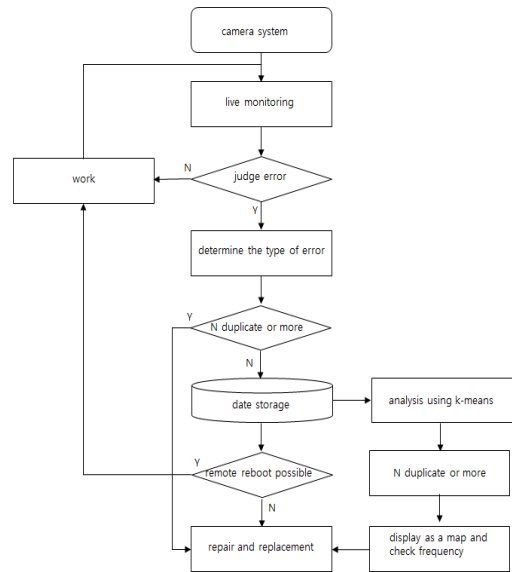 camera system
live monitoring
N
work
judge error
Y
determine the type of error
Y
N duplicate or more
N
date storage
analysis using k-means
Y
remote reboot possible
N duplicate or more
N
repair and replacement
display as a map and
check frequency